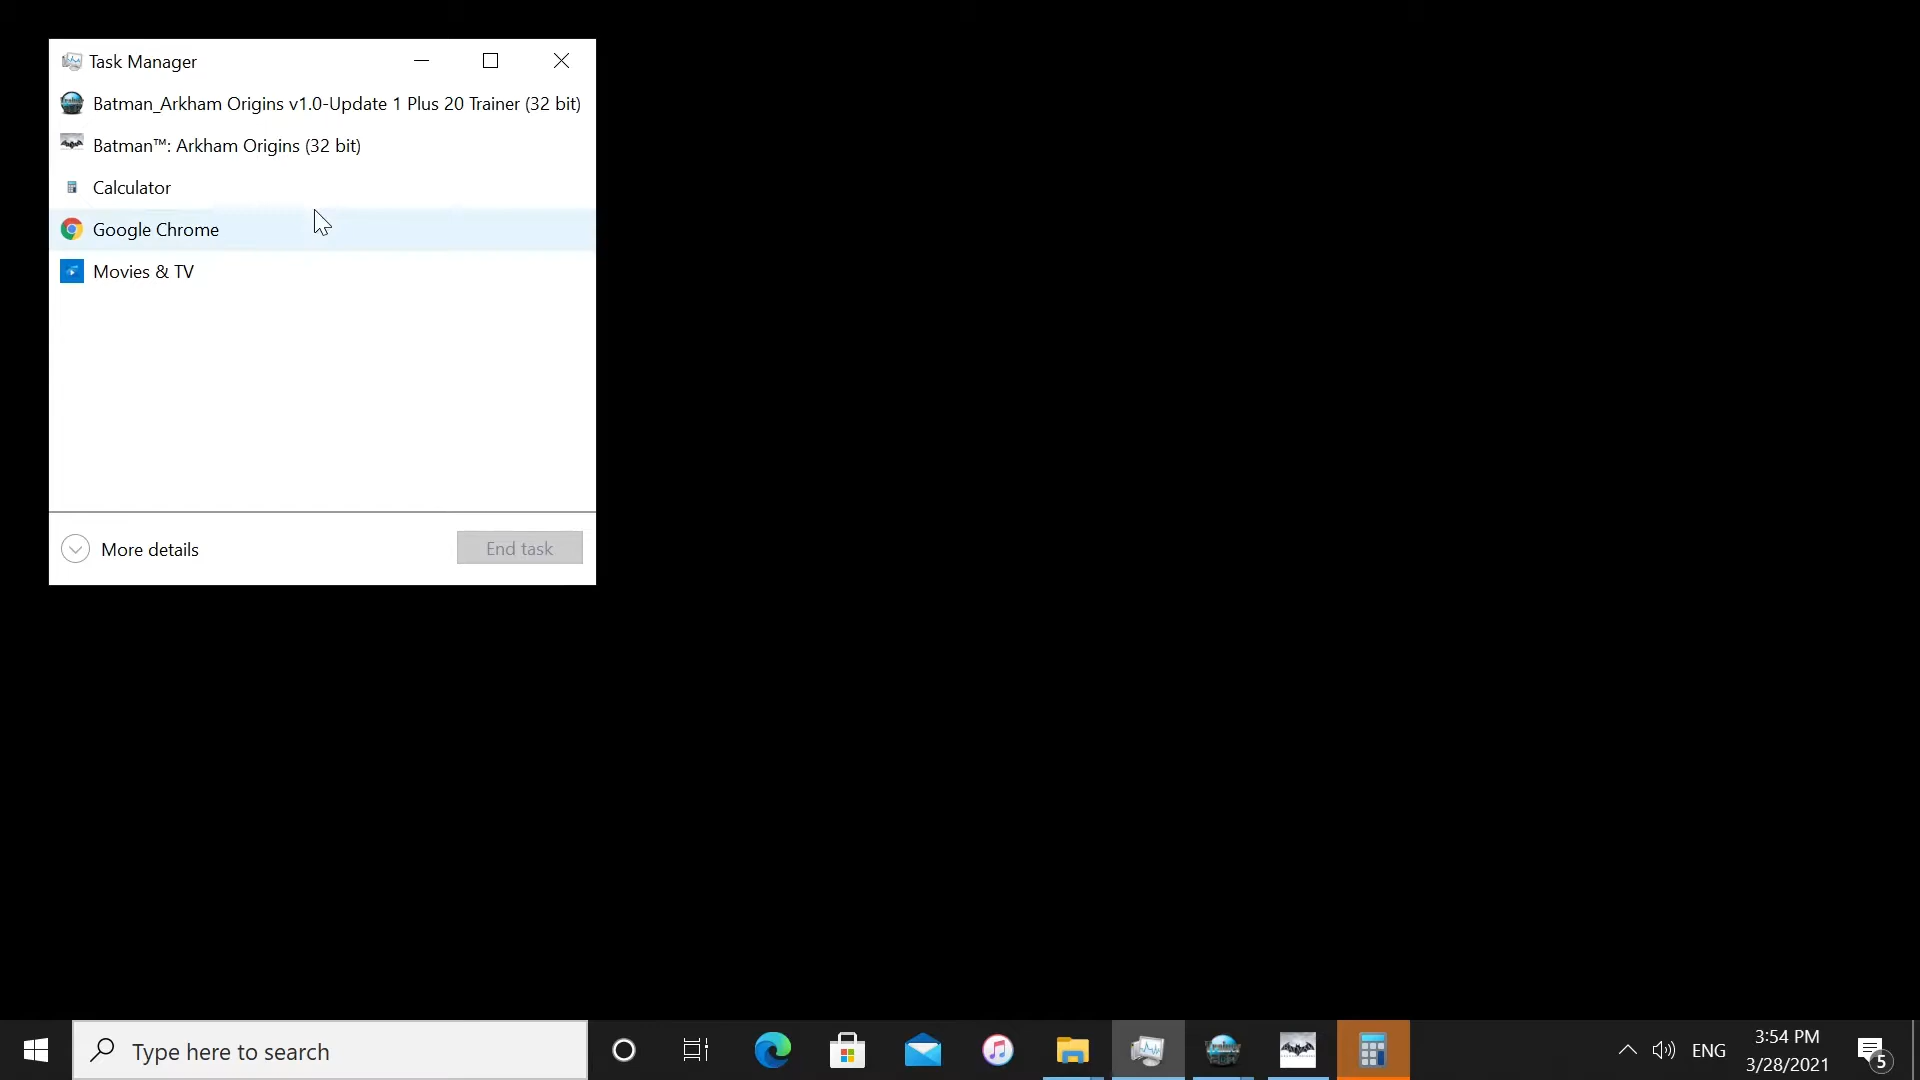 Task Manager
Batman_Arkham Origins v1.0-Update 1 Plus 20 Trainer (32 bit)
Batman™: Arkham Origins (32 bit)
Calculator
Google Chrome
Movies & TV
More details
End task
Type here to search
ENG
3:54 PM
3/28/2021
5